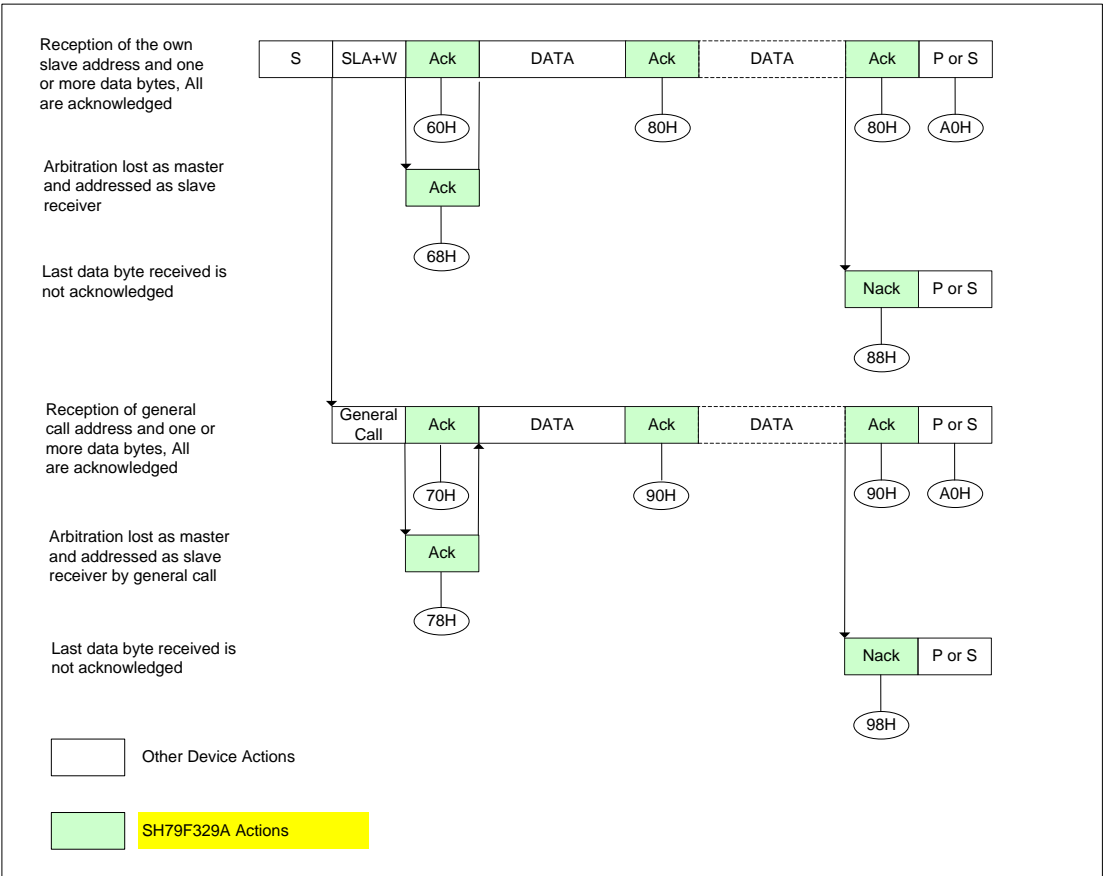 Reception of the own
slave address and one
or more data bytes, All
are acknowledged
S SLA+W Ack DATA Ack DATA Ack P or S
60H 80H 80H A0H
Arbitration lost as master
and addressed as slave
receiver
Ack
68H
Last data byte received is
not acknowledged
Nack P or S
88H
Reception of general
call address and one or
more data bytes, All
are acknowledged
General
Call
Ack DATA Ack DATA Ack P or S
70H 90H 90H A0H
Arbitration lost as master
and addressed as slave
receiver by general call
Ack
78H
Last data byte received is
not acknowledged
Nack P or S
98H
Other Device Actions
SH79F329A Actions